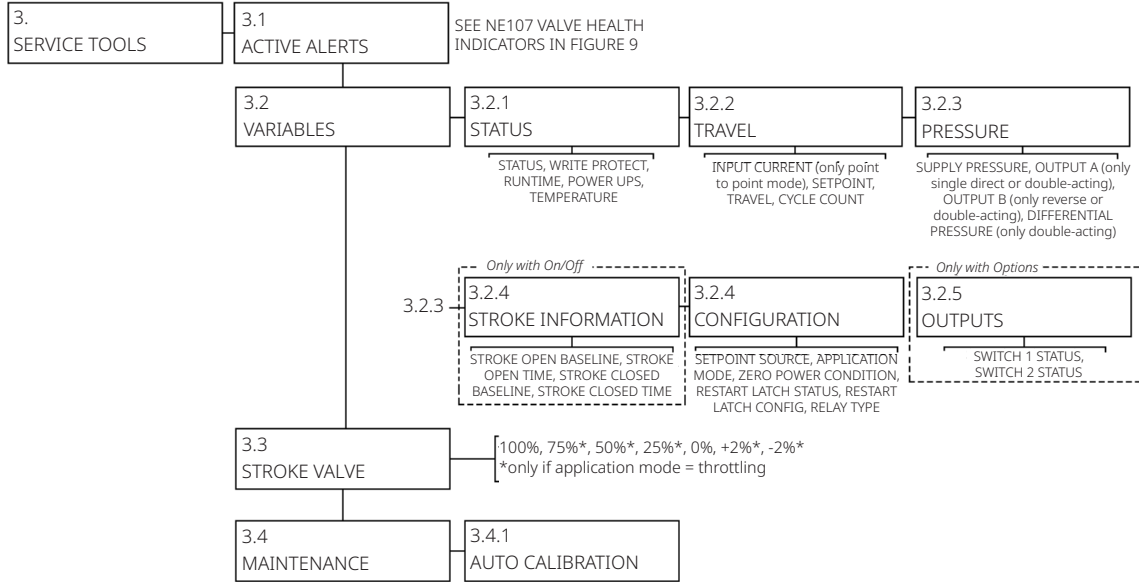 3.
SERVICE TOOLS
3.1
ACTIVE ALERTS
SEE NE107 VALVE HEALTH
INDICATORS IN FIGURE 9
3.2
VARIABLES
3.2.1
STATUS
STATUS, WRITE PROTECT,
RUNTIME, POWER UPS,
TEMPERATURE
3.2.2
TRAVEL
INPUT CURRENT (only point
to point mode), SETPOINT,
TRAVEL, CYCLE COUNT
3.2.3
PRESSURE
SUPPLY PRESSURE, OUTPUT A (only
single direct or double-acting),
OUTPUT B (only reverse or
double-acting), DIFFERENTIAL
PRESSURE (only double-acting)
3.2.3
Only with On/Off
3.2.4
STROKE INFORMATION
STROKE OPEN BASELINE, STROKE
OPEN TIME, STROKE CLOSED
BASELINE, STROKE CLOSED TIME
3.2.4
CONFIGURATION
SETPOINT SOURCE, APPLICATION
MODE, ZERO POWER CONDITION,
RESTART LATCH STATUS, RESTART
LATCH CONFIG, RELAY TYPE
Only with Options
3.2.5
OUTPUTS
SWITCH 1 STATUS,
SWITCH 2 STATUS
3.3
STROKE VALVE
100%, 75%*, 50%*, 25%*, 0%, +2%*, -2%*
*only if application mode = throttling
3.4
MAINTENANCE
3.4.1
AUTO CALIBRATION